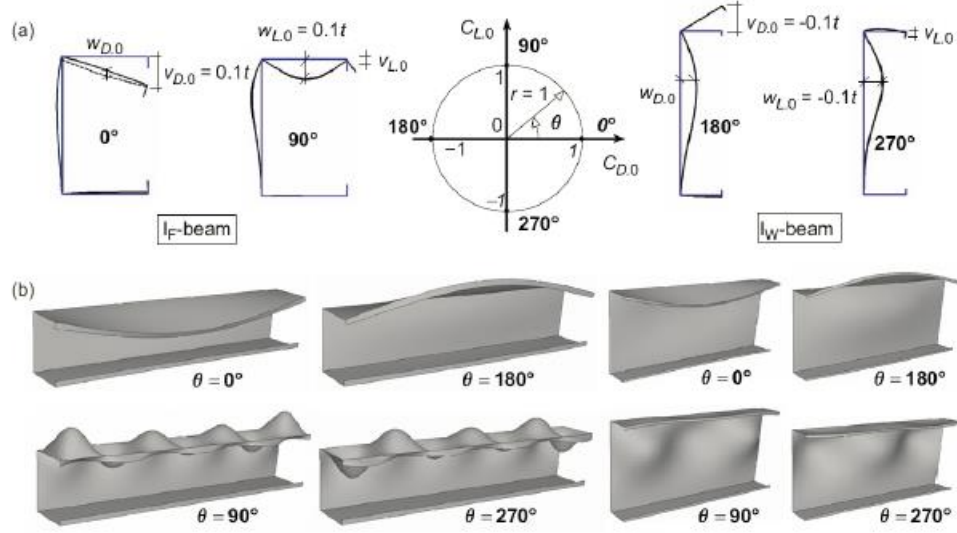 (a)
w_D.0
v_D.0 = 0.1t
0°
w_L.0 = 0.1t
v_L.0
90°
I_F-beam
C_L.0
90°
1
r = 1
θ
180°
0
0°
−1
1
C_D.0
−1
270°
v_D.0 = -0.1t
w_D.0
180°
v_L.0
w_L.0 = -0.1t
270°
I_W-beam
(b)
θ = 0°
θ = 180°
θ = 0°
θ = 180°
θ = 90°
θ = 270°
θ = 90°
θ = 270°